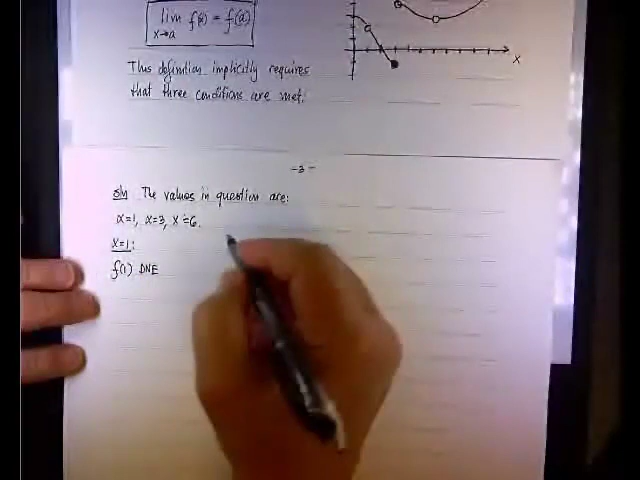 lim f(x) = f(a)
x→a
x
This definition implicitly requires
that three conditions are met.
-3-
Sln The values in question are:
x=1, x=3, x=6.
x=1:
f(1) DNE